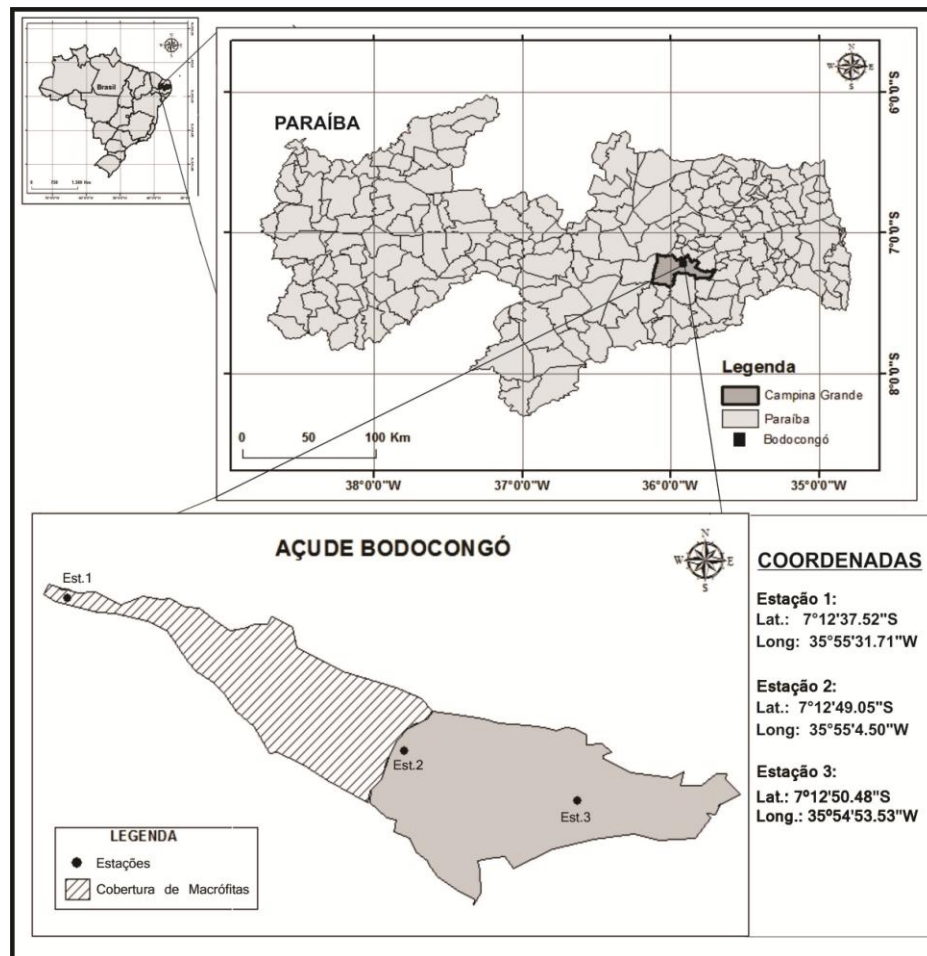 Brasil
N
W
E
S
PARAÍBA
6°0'0"S
7°0'0"S
8°0'0"S
Legenda
Campina Grande
Paraíba
Bodocongó
0 50 100 Km
38°0'0"W 37°0'0"W 36°0'0"W 35°0'0"W
AÇUDE BODOCONGÓ
N
W
E
S
Est.1
Est.2
Est.3
LEGENDA
Estações
Cobertura de Macrófitas
COORDENADAS
Estação 1:
Lat.: 7°12'37.52"S
Long: 35°55'31.71"W
Estação 2:
Lat.: 7°12'49.05"S
Long: 35°55'4.50"W
Estação 3:
Lat.: 7º12'50.48"S
Long.: 35º54'53.53"W